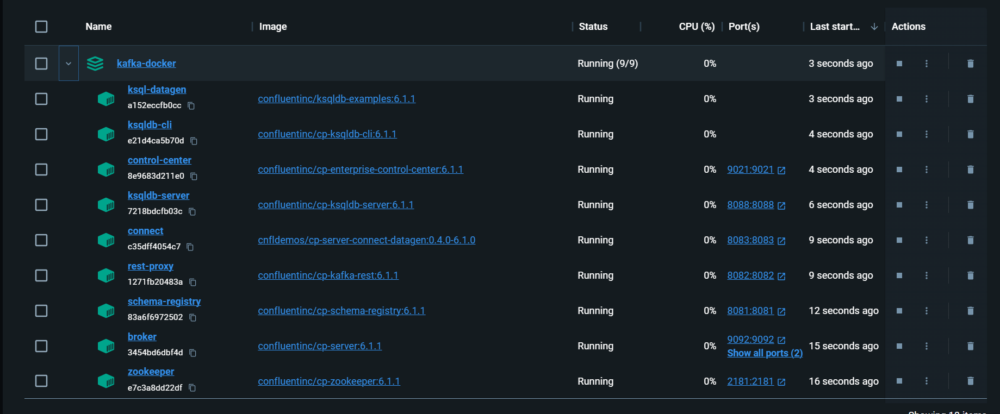 Name Image Status CPU (%) Port(s) Last start... Actions
kafka-docker Running (9/9) 0% 3 seconds ago
ksql-datagen
a152eccfb0cc confluentinc/ksqldb-examples:6.1.1 Running 0% 3 seconds ago
ksqldb-cli
e21d4ca5b70d confluentinc/cp-ksqldb-cli:6.1.1 Running 0% 4 seconds ago
control-center
8e9683d211e0 confluentinc/cp-enterprise-control-center:6.1.1 Running 0% 9021:9021 4 seconds ago
ksqldb-server
7218bdcfb03c confluentinc/cp-ksqldb-server:6.1.1 Running 0% 8088:8088 6 seconds ago
connect
c35dff4054c7 cnfldemos/cp-server-connect-datagen:0.4.0-6.1.0 Running 0% 8083:8083 9 seconds ago
rest-proxy
1271fb20483a confluentinc/cp-kafka-rest:6.1.1 Running 0% 8082:8082 9 seconds ago
schema-registry
83a6f6972502 confluentinc/cp-schema-registry:6.1.1 Running 0% 8081:8081 12 seconds ago
broker
3454bd6dbf4d confluentinc/cp-server:6.1.1 Running 0% 9092:9092 15 seconds ago
Show all ports (2)
zookeeper
e7c3a8dd22df confluentinc/cp-zookeeper:6.1.1 Running 0% 2181:2181 16 seconds ago
Showing 10 items